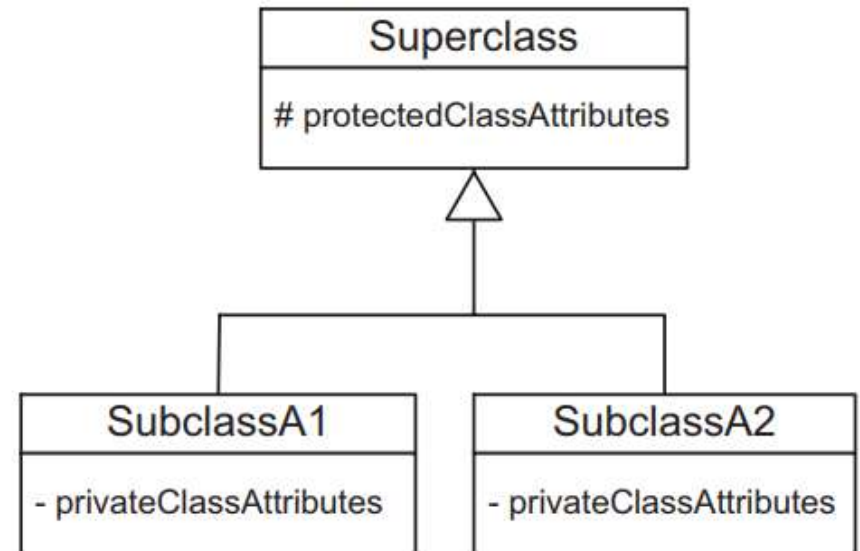 Superclass
# protectedClassAttributes
SubclassA1
SubclassA2
- privateClassAttributes
- privateClassAttributes